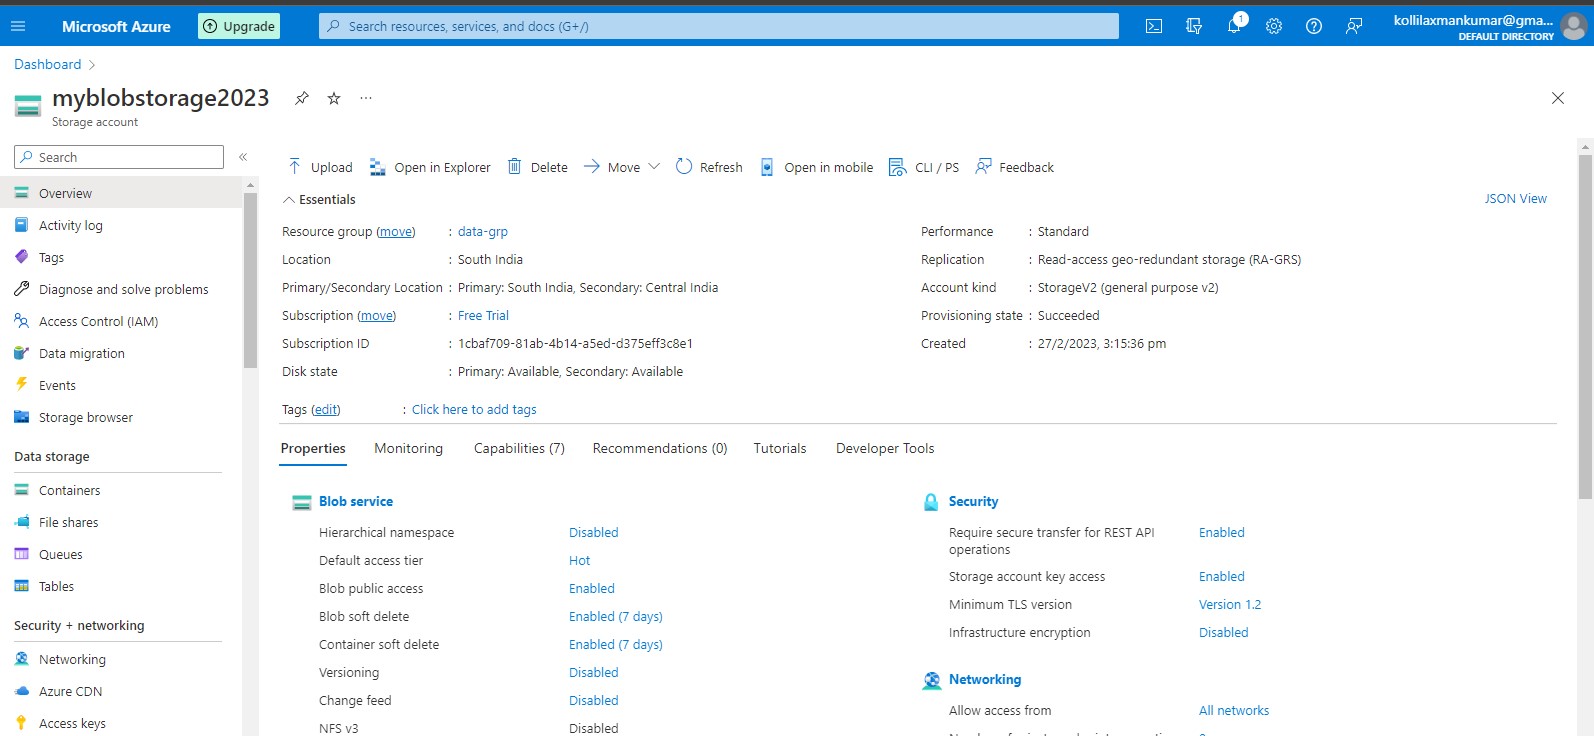 Microsoft Azure
Upgrade
Search resources, services, and docs (G+/)
1
kollilaxmankumar@gma...
DEFAULT DIRECTORY
Dashboard
myblobstorage2023
Storage account
Search
Overview
Activity log
Tags
Diagnose and solve problems
Access Control (IAM)
Data migration
Events
Storage browser
Data storage
Containers
File shares
Queues
Tables
Security + networking
Networking
Azure CDN
Access keys
Upload Open in Explorer Delete Move Refresh Open in mobile CLI / PS Feedback
Essentials
JSON View
Resource group (move) : data-grp
Location : South India
Primary/Secondary Location : Primary: South India, Secondary: Central India
Subscription (move) : Free Trial
Subscription ID : 1cbaf709-81ab-4b14-a5ed-d375eff3c8e1
Disk state : Primary: Available, Secondary: Available
Performance : Standard
Replication : Read-access geo-redundant storage (RA-GRS)
Account kind : StorageV2 (general purpose v2)
Provisioning state : Succeeded
Created : 27/2/2023, 3:15:36 pm
Tags (edit) : Click here to add tags
Properties Monitoring Capabilities (7) Recommendations (0) Tutorials Developer Tools
Blob service
Hierarchical namespace Disabled
Default access tier Hot
Blob public access Enabled
Blob soft delete Enabled (7 days)
Container soft delete Enabled (7 days)
Versioning Disabled
Change feed Disabled
NFS v3 Disabled
Security
Require secure transfer for REST API Enabled
operations
Storage account key access Enabled
Minimum TLS version Version 1.2
Infrastructure encryption Disabled
Networking
Allow access from All networks